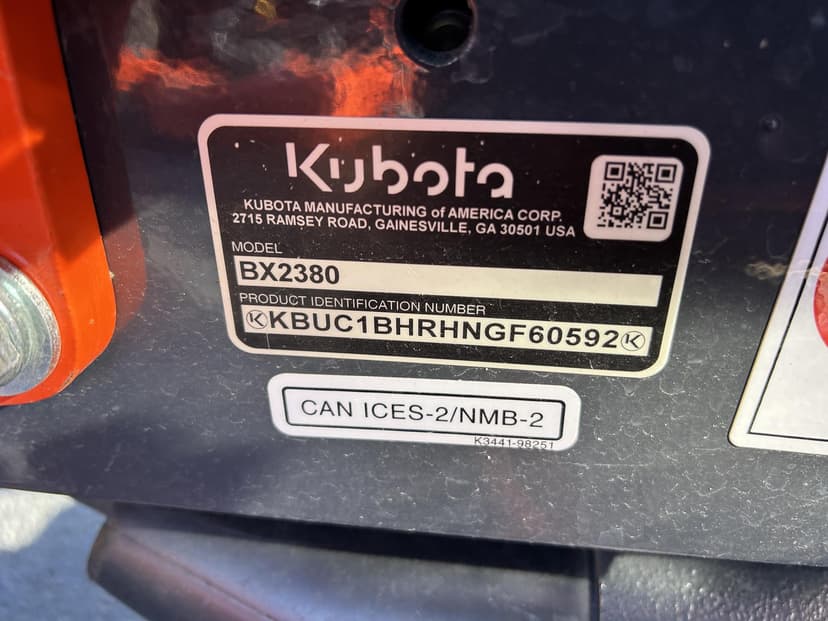 Kubota
KUBOTA MANUFACTURING of AMERICA CORP.
2715 RAMSEY ROAD, GAINESVILLE, GA 30501 USA
MODEL
BX2380
PRODUCT IDENTIFICATION NUMBER
KBUC1BHRHNGF60592
CAN ICES-2/NMB-2
K3441-98251